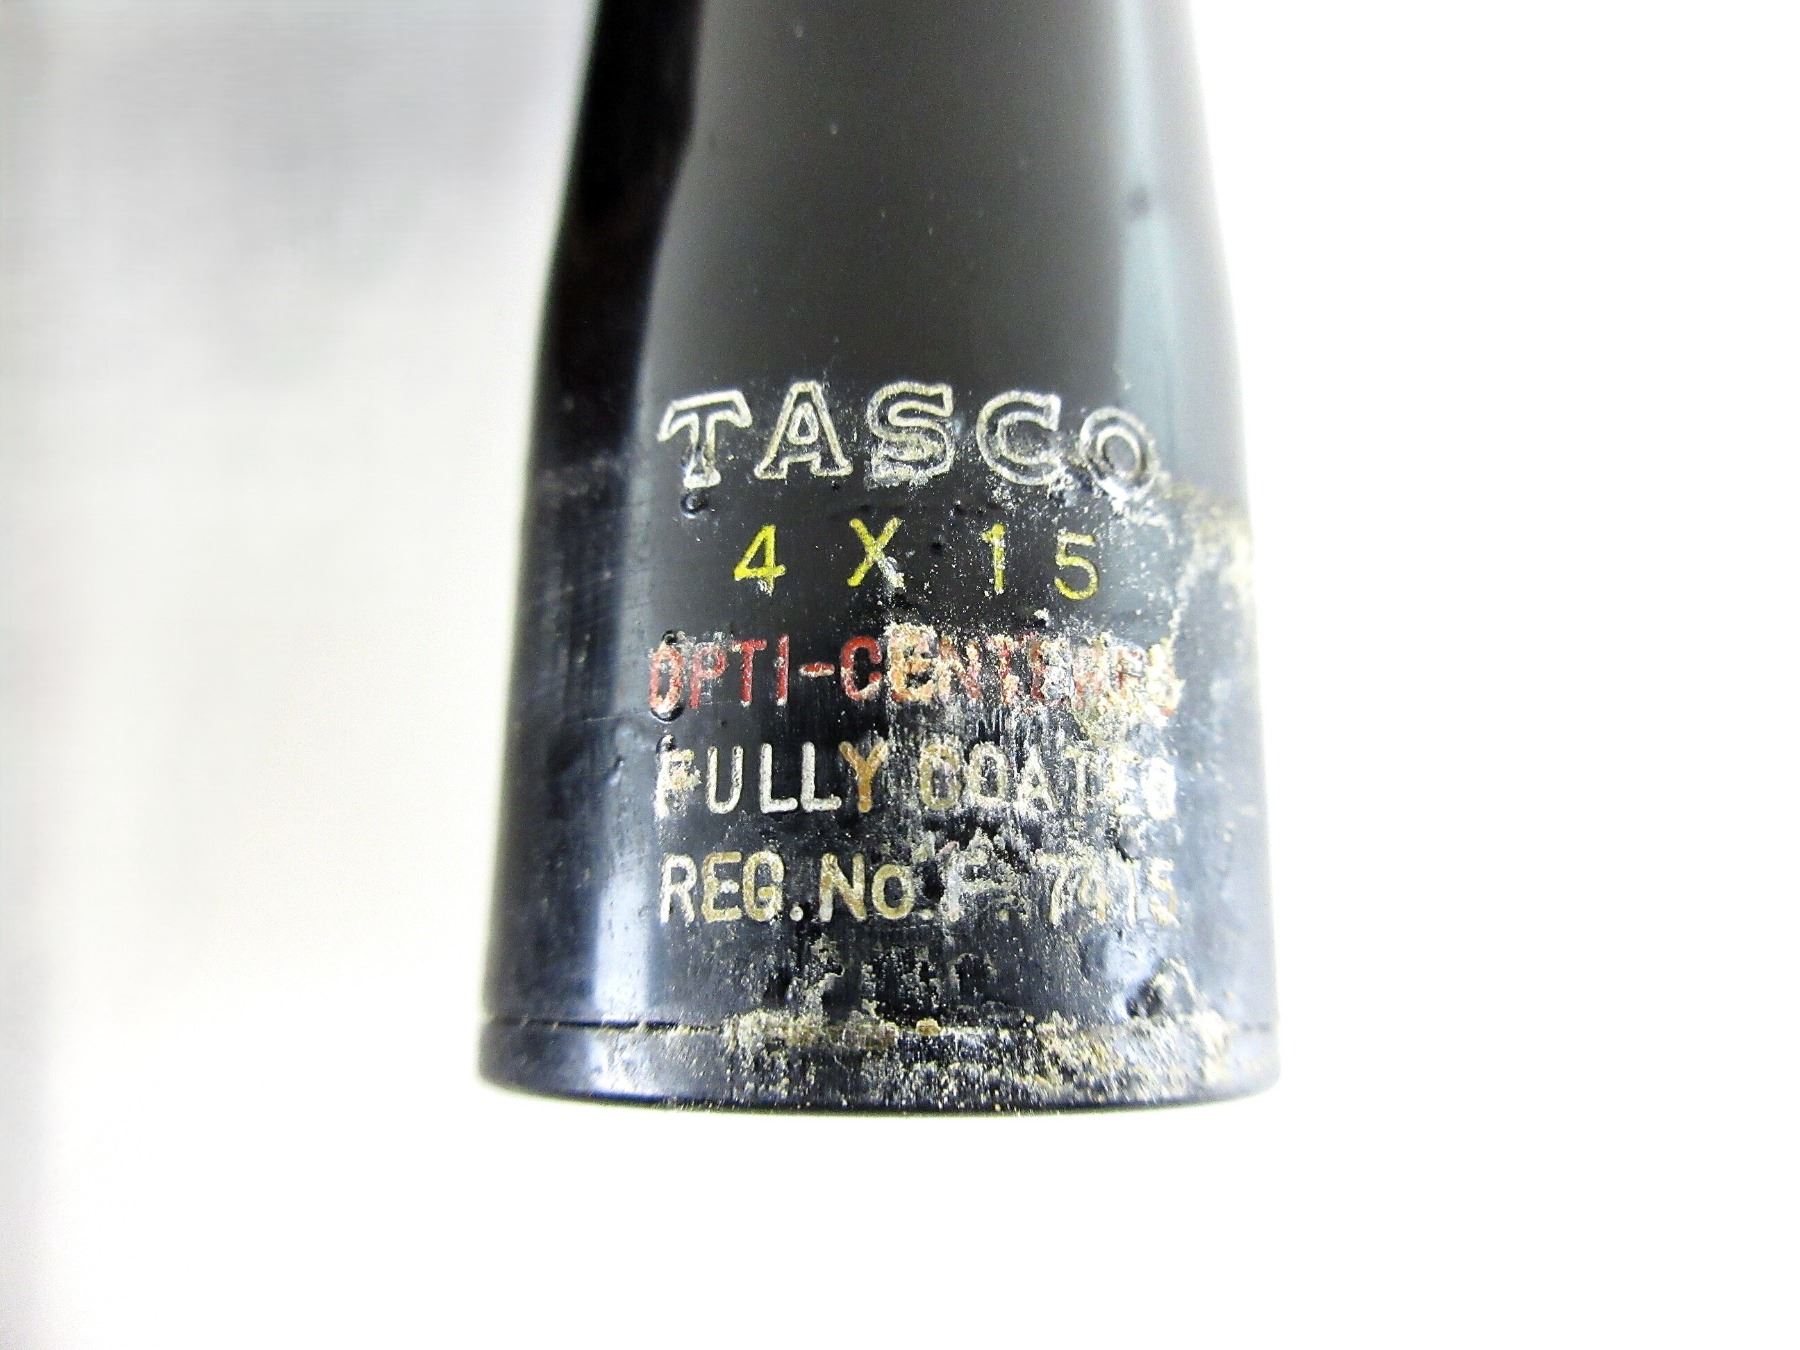 TASCO
4 X 15
OPTI-CENTERED
FULLY COATED
REG. No. F. 7415